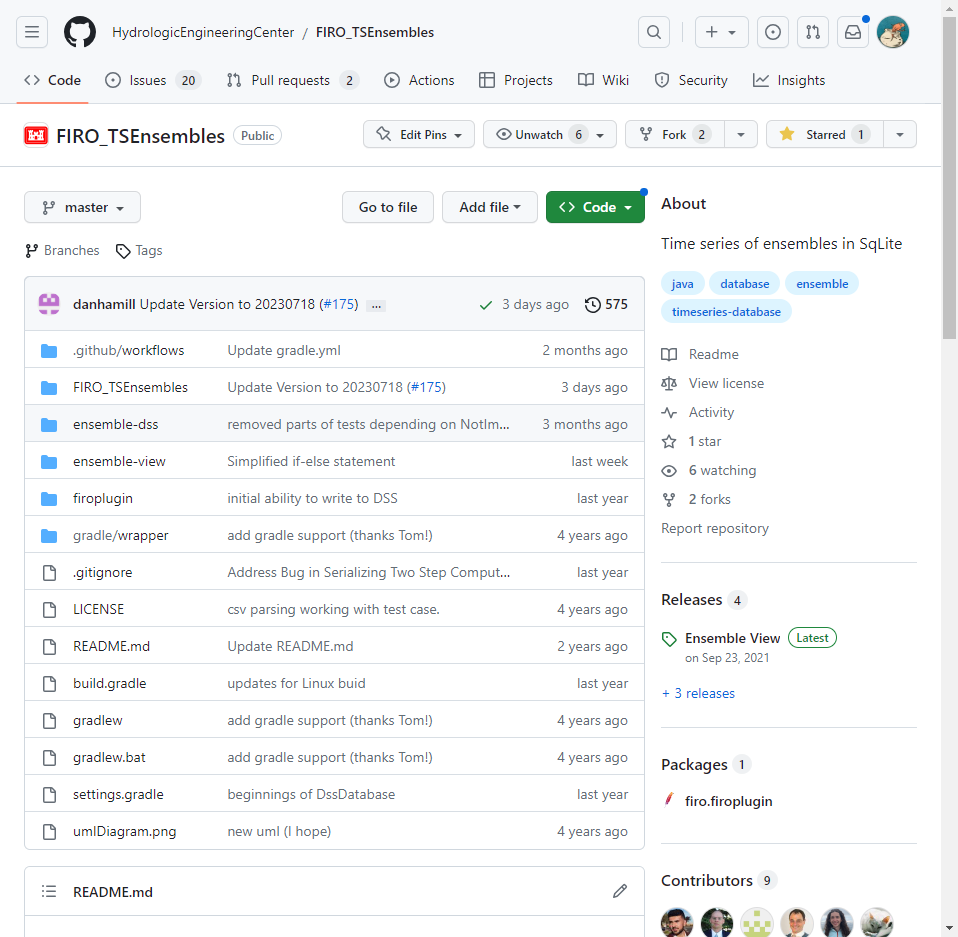 HydrologicEngineeringCenter / FIRO_TSEnsembles
Code Issues 20 Pull requests 2 Actions Projects Wiki Security Insights
FIRO_TSEnsembles Public Edit Pins Unwatch 6 Fork 2 Starred 1
master Go to file Add file Code
Branches Tags
danhamill Update Version to 20230718 (#175) ... 3 days ago 575
.github/workflows Update gradle.yml 2 months ago
FIRO_TSEnsembles Update Version to 20230718 (#175) 3 days ago
ensemble-dss removed parts of tests depending on NotIm... 3 months ago
ensemble-view Simplified if-else statement last week
firoplugin initial ability to write to DSS last year
gradle/wrapper add gradle support (thanks Tom!) 4 years ago
.gitignore Address Bug in Serializing Two Step Comput... last year
LICENSE csv parsing working with test case. 4 years ago
README.md Update README.md 2 years ago
build.gradle updates for Linux buid last year
gradlew add gradle support (thanks Tom!) 4 years ago
gradlew.bat add gradle support (thanks Tom!) 4 years ago
settings.gradle beginnings of DssDatabase last year
umlDiagram.png new uml (I hope) 4 years ago
README.md
About
Time series of ensembles in SqLite
java database ensemble
timeseries-database
Readme
View license
Activity
1 star
6 watching
2 forks
Report repository
Releases 4
Ensemble View Latest
on Sep 23, 2021
+ 3 releases
Packages 1
firo.firoplugin
Contributors 9